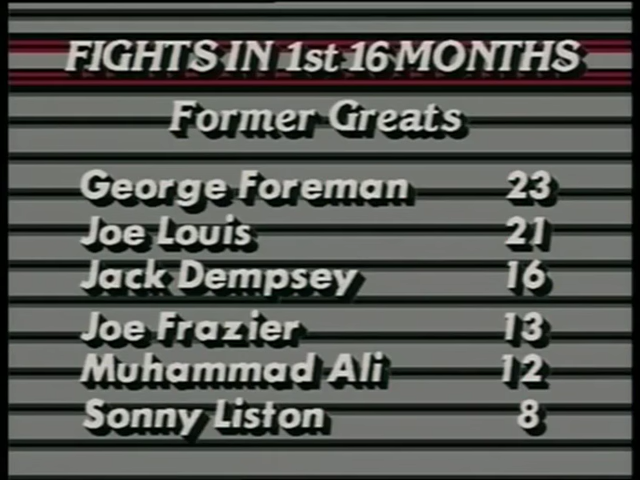 FIGHTS IN 1st 16 MONTHS
Former Greats
George Foreman 23
Joe Louis 21
Jack Dempsey 16
Joe Frazier 13
Muhammad Ali 12
Sonny Liston 8